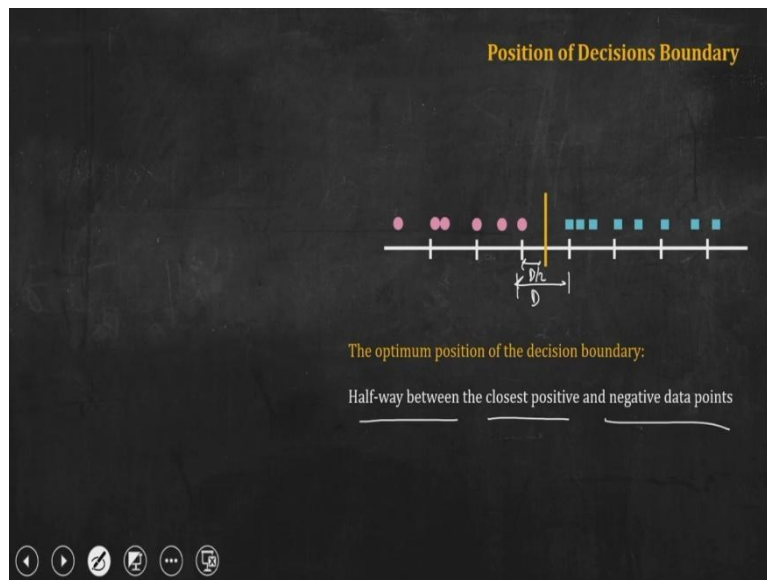 Position of Decisions Boundary
D/2
D
The optimum position of the decision boundary:
Half-way between the closest positive and negative data points